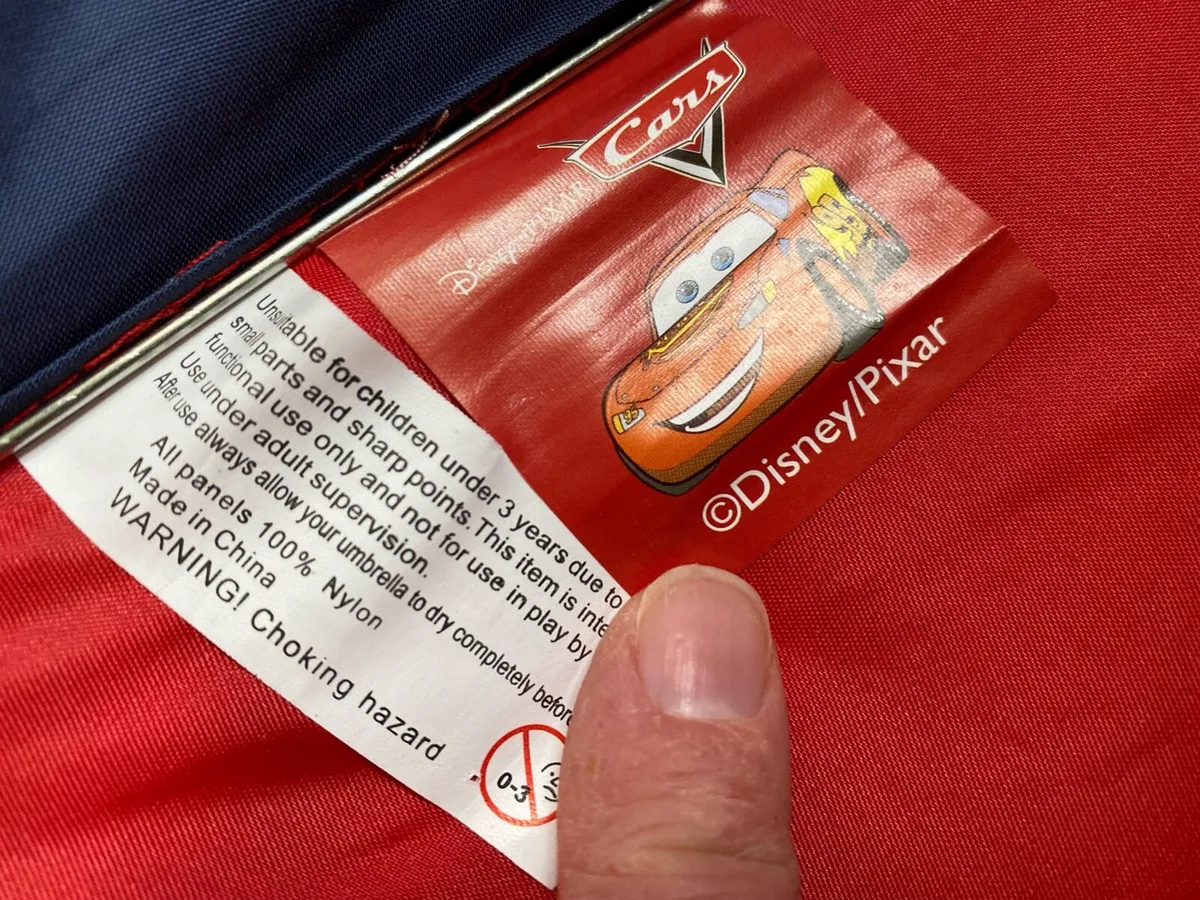 Cars
DISNEY·PIXAR
©Disney/Pixar
Unsuitable for children under 3 years due to
small parts and sharp points. This item is
functional use only and not for use in play by
Use under adult supervision.
After use always allow your umbrella to dry completely
All panels 100% Nylon
Made in China
WARNING! Choking hazard
0-3